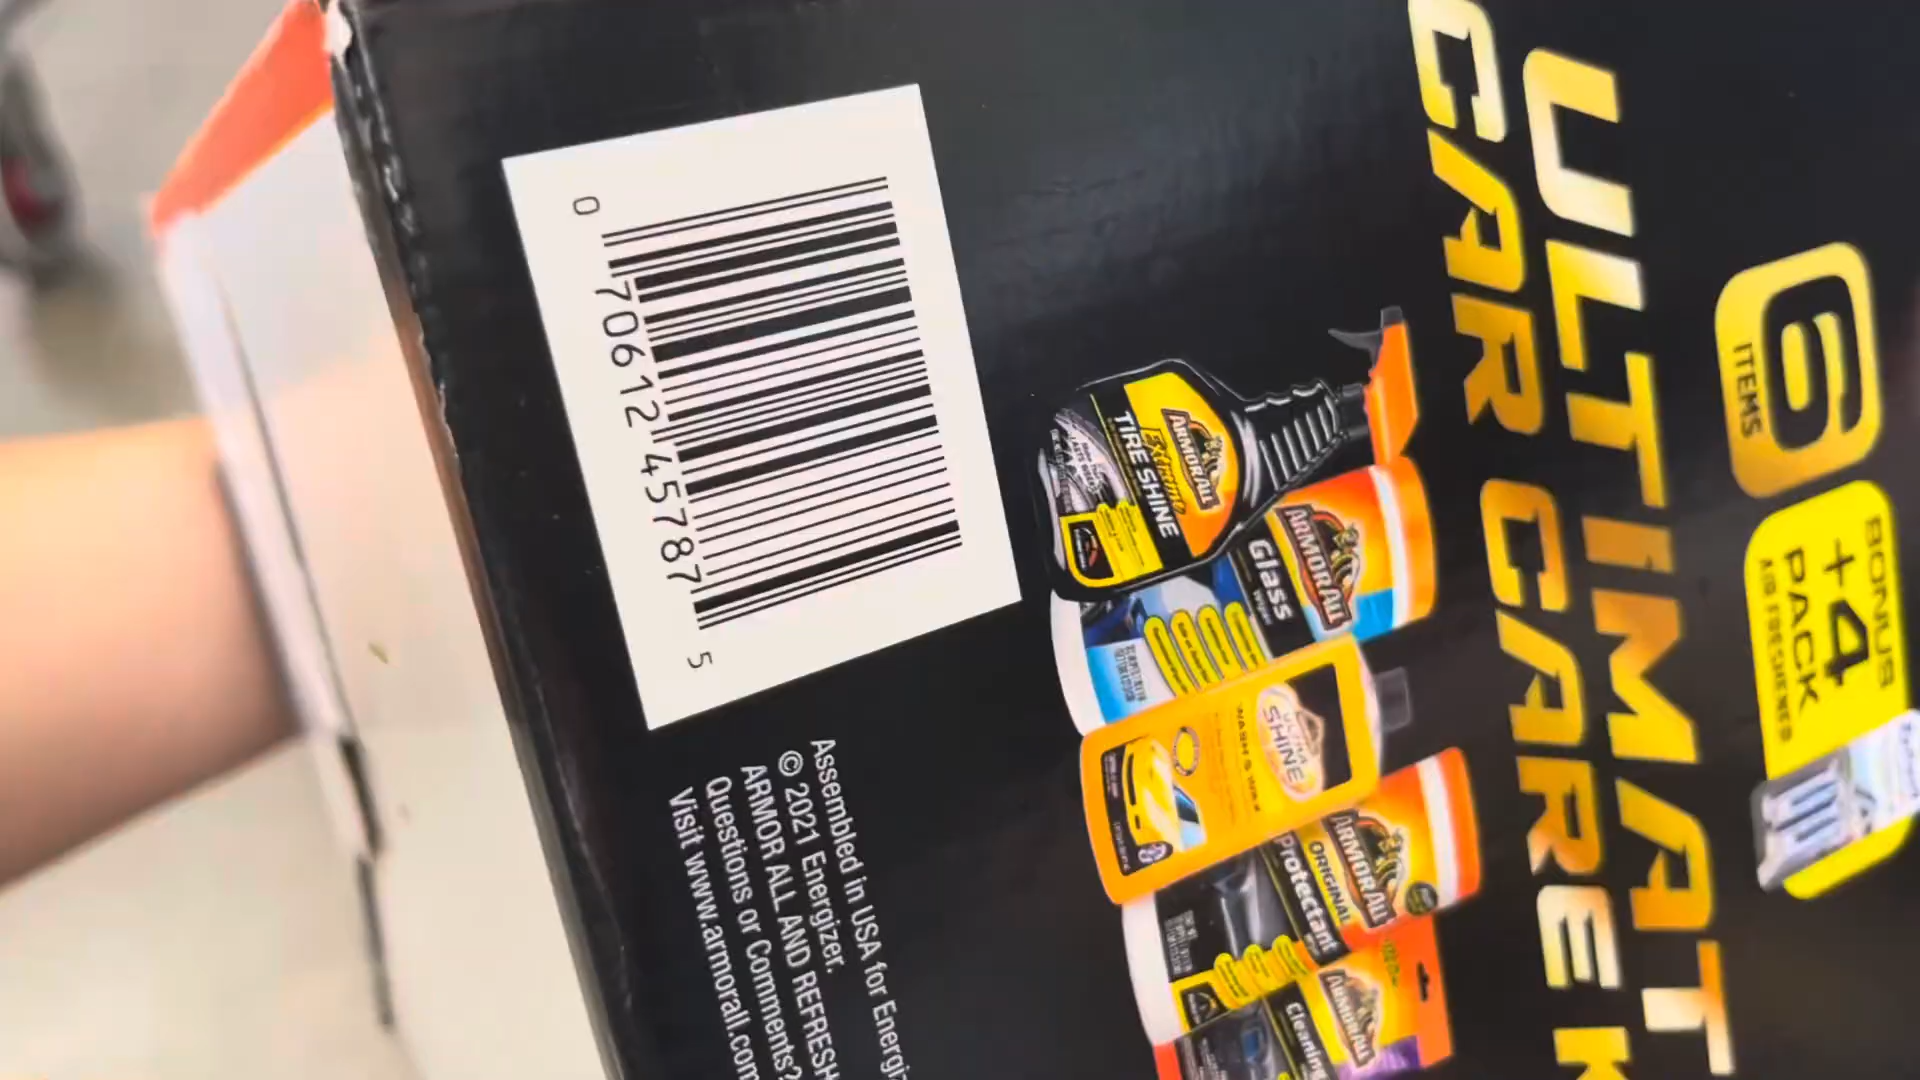 ULTIMAT
CAR CARE K
6
ITEMS
BONUS
+4
PACK
AIR FRESHENES
ARMOR ALL
Extreme
TIRE SHINE
ARMOR ALL
Glass
Wipes
ULTRA
SHINE
WASH & WAX
ARMOR ALL
ORIGINAL
Protectant
ARMOR ALL
Cleaning
0 70612 45787 5
Assembled in USA for Energiz
© 2021 Energizer.
ARMOR ALL AND REFRESH
Questions or Comments?
Visit www.armorall.com